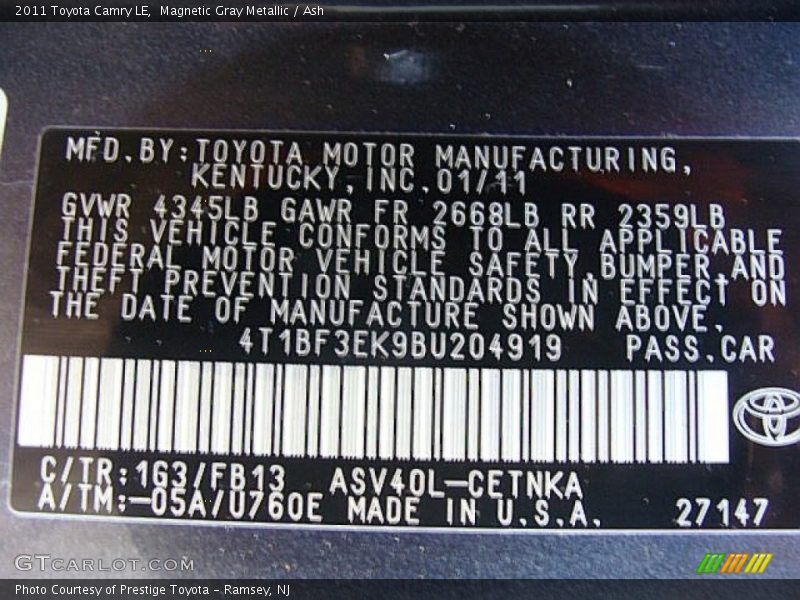 2011 Toyota Camry LE,  Magnetic Gray Metallic / Ash
MFD.BY:TOYOTA MOTOR MANUFACTURING,
KENTUCKY,INC.01/11
GVWR 4345LB GAWR FR 2668LB RR 2359LB
THIS VEHICLE CONFORMS TO ALL APPLICABLE
FEDERAL MOTOR VEHICLE SAFETY,BUMPER,AND
THEFT PREVENTION STANDARDS IN EFFECT ON
THE DATE OF MANUFACTURE SHOWN ABOVE.
4T1BF3EK9BU204919 PASS.CAR
C/TR:1G3/FB13 ASV40L-CETNKA
A/TM:-05A/U760E MADE IN U.S.A. 27147
GTCARLOT.COM
Photo Courtesy of Prestige Toyota - Ramsey, NJ